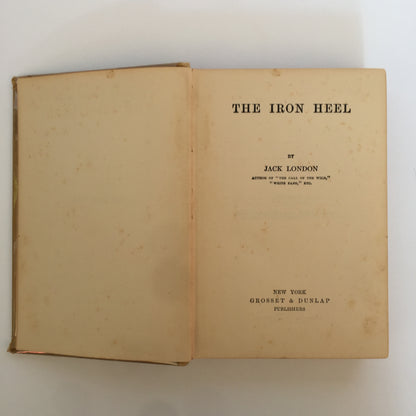 THE IRON HEEL
BY
JACK LONDON
AUTHOR OF "THE CALL OF THE WILD,"
"WHITE FANG," ETC.
NEW YORK
GROSSET & DUNLAP
PUBLISHERS